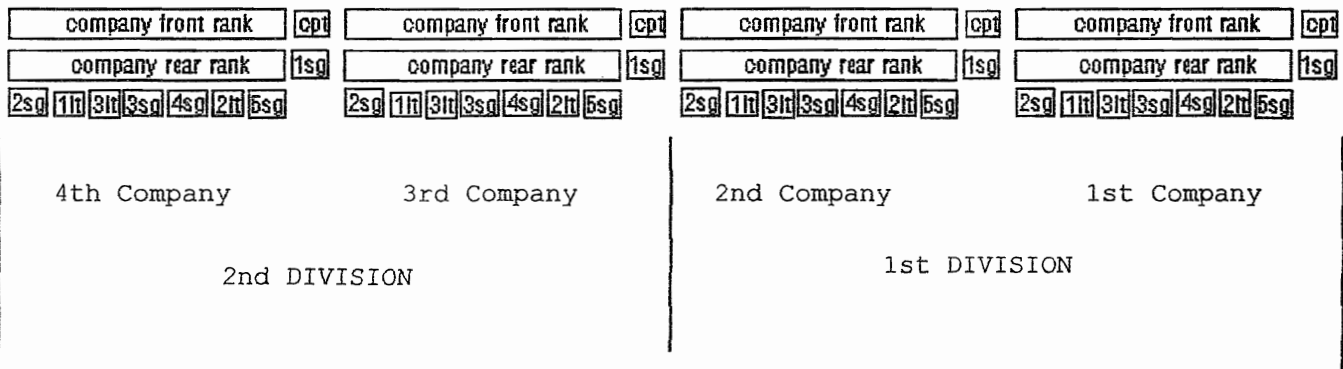 company front rank cpt company front rank cpt company front rank cpt company front rank cpt
company rear rank 1sg company rear rank 1sg company rear rank 1sg company rear rank 1sg
2sg 1lt 3lt 3sg 4sg 2lt 5sg 2sg 1lt 3lt 3sg 4sg 2lt 5sg 2sg 1lt 3lt 3sg 4sg 2lt 5sg 2sg 1lt 3lt 3sg 4sg 2lt 5sg
4th Company 3rd Company 2nd Company 1st Company
2nd DIVISION 1st DIVISION